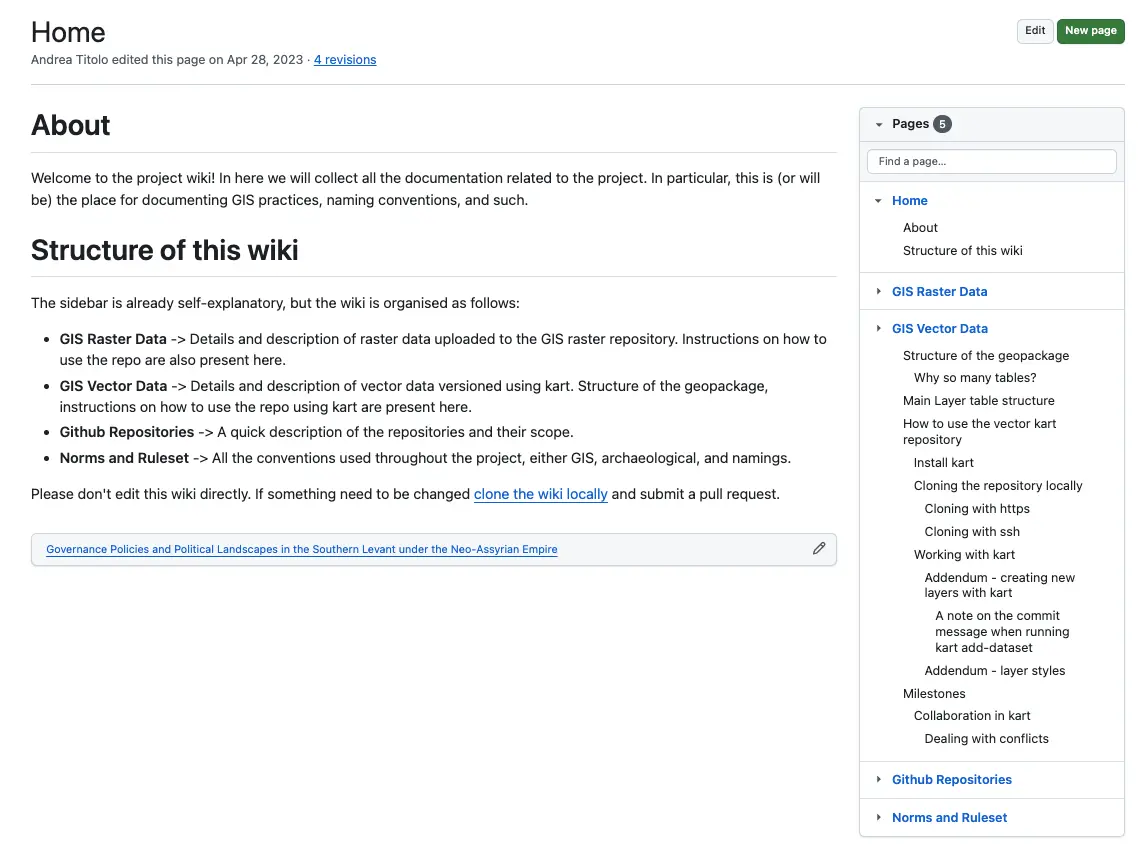 Home
Edit
New page
Andrea Titolo edited this page on Apr 28, 2023 · 4 revisions
About
Welcome to the project wiki! In here we will collect all the documentation related to the project. In particular, this is (or will
be) the place for documenting GIS practices, naming conventions, and such.
Structure of this wiki
The sidebar is already self-explanatory, but the wiki is organised as follows:
• GIS Raster Data -> Details and description of raster data uploaded to the GIS raster repository. Instructions on how to
use the repo are also present here.
• GIS Vector Data -> Details and description of vector data versioned using kart. Structure of the geopackage,
instructions on how to use the repo using kart are present here.
• Github Repositories -> A quick description of the repositories and their scope.
• Norms and Ruleset -> All the conventions used throughout the project, either GIS, archaeological, and namings.
Please don't edit this wiki directly. If something need to be changed clone the wiki locally and submit a pull request.
Governance Policies and Political Landscapes in the Southern Levant under the Neo-Assyrian Empire
Pages 5
Find a page...
Home
About
Structure of this wiki
GIS Raster Data
GIS Vector Data
Structure of the geopackage
Why so many tables?
Main Layer table structure
How to use the vector kart
repository
Install kart
Cloning the repository locally
Cloning with https
Cloning with ssh
Working with kart
Addendum - creating new
layers with kart
A note on the commit
message when running
kart add-dataset
Addendum - layer styles
Milestones
Collaboration in kart
Dealing with conflicts
Github Repositories
Norms and Ruleset